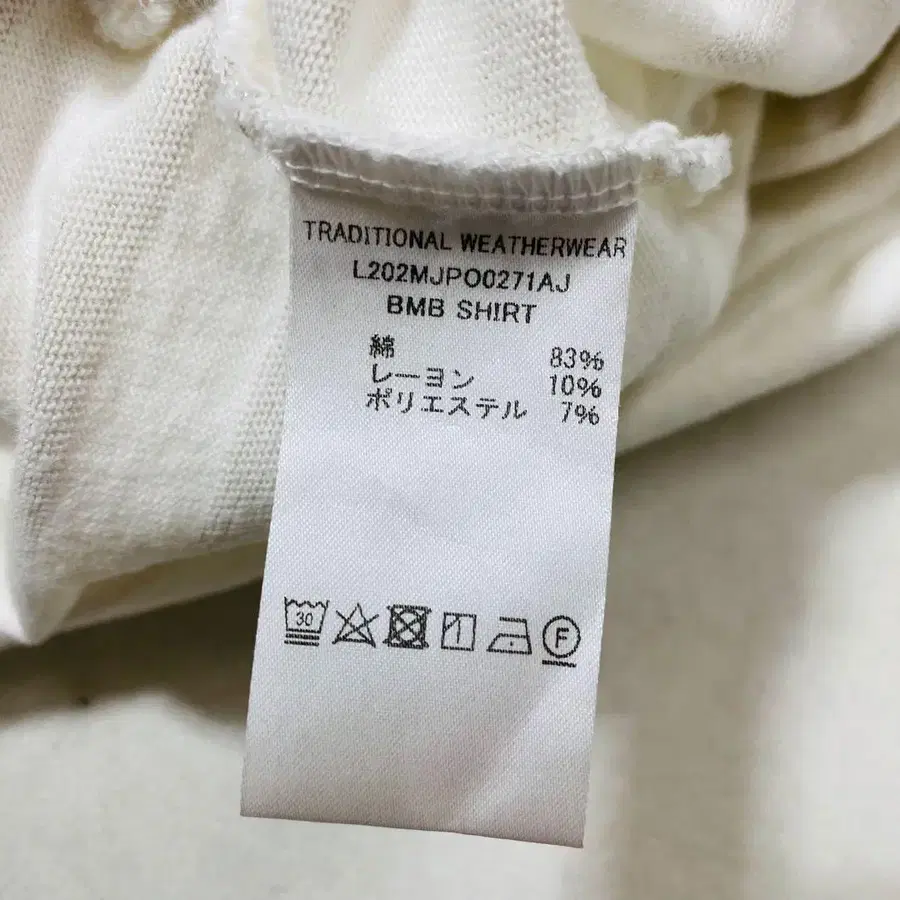 TRADITIONAL WEATHERWEAR
L202MJPO0271AJ
BMB SHIRT
綿 83%
レーヨン 10%
ポリエステル 7%
30
F